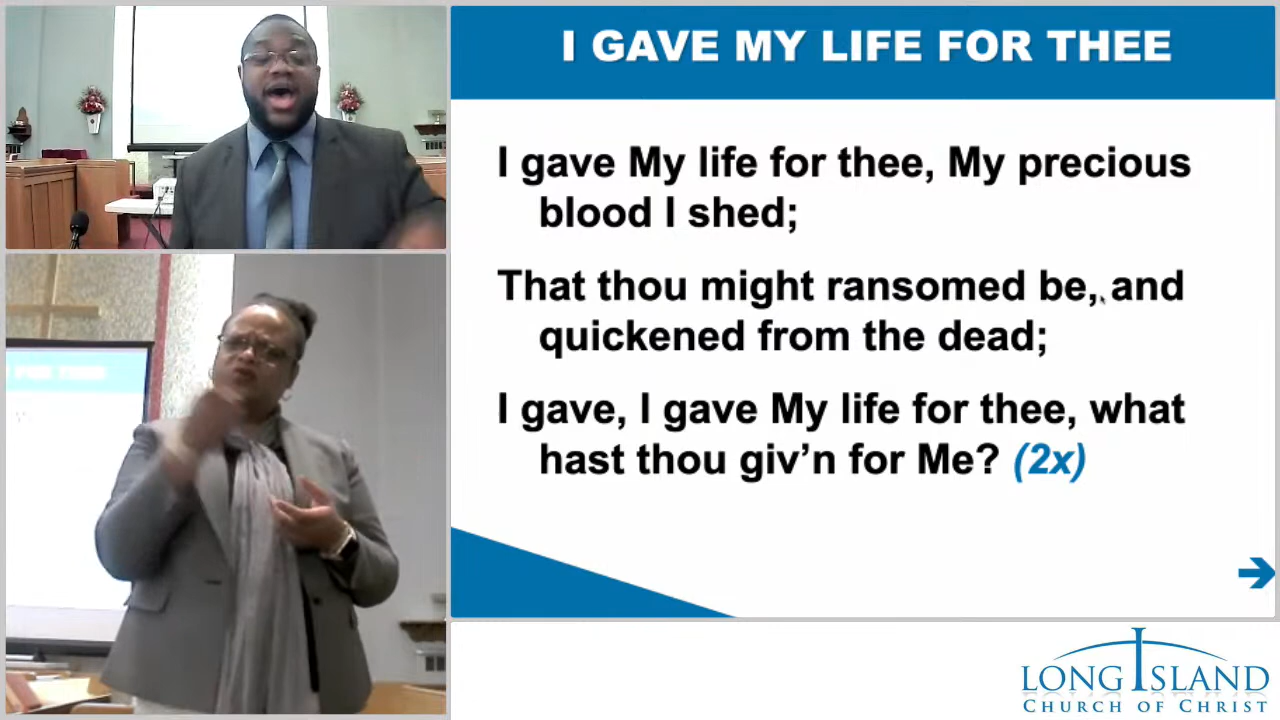 I GAVE MY LIFE FOR THEE
I gave My life for thee, My precious
blood I shed;
That thou might ransomed be, and
quickened from the dead;
I gave, I gave My life for thee, what
hast thou giv’n for Me? (2x)
FOR THEE
LONG ISLAND
CHURCH OF CHRIST